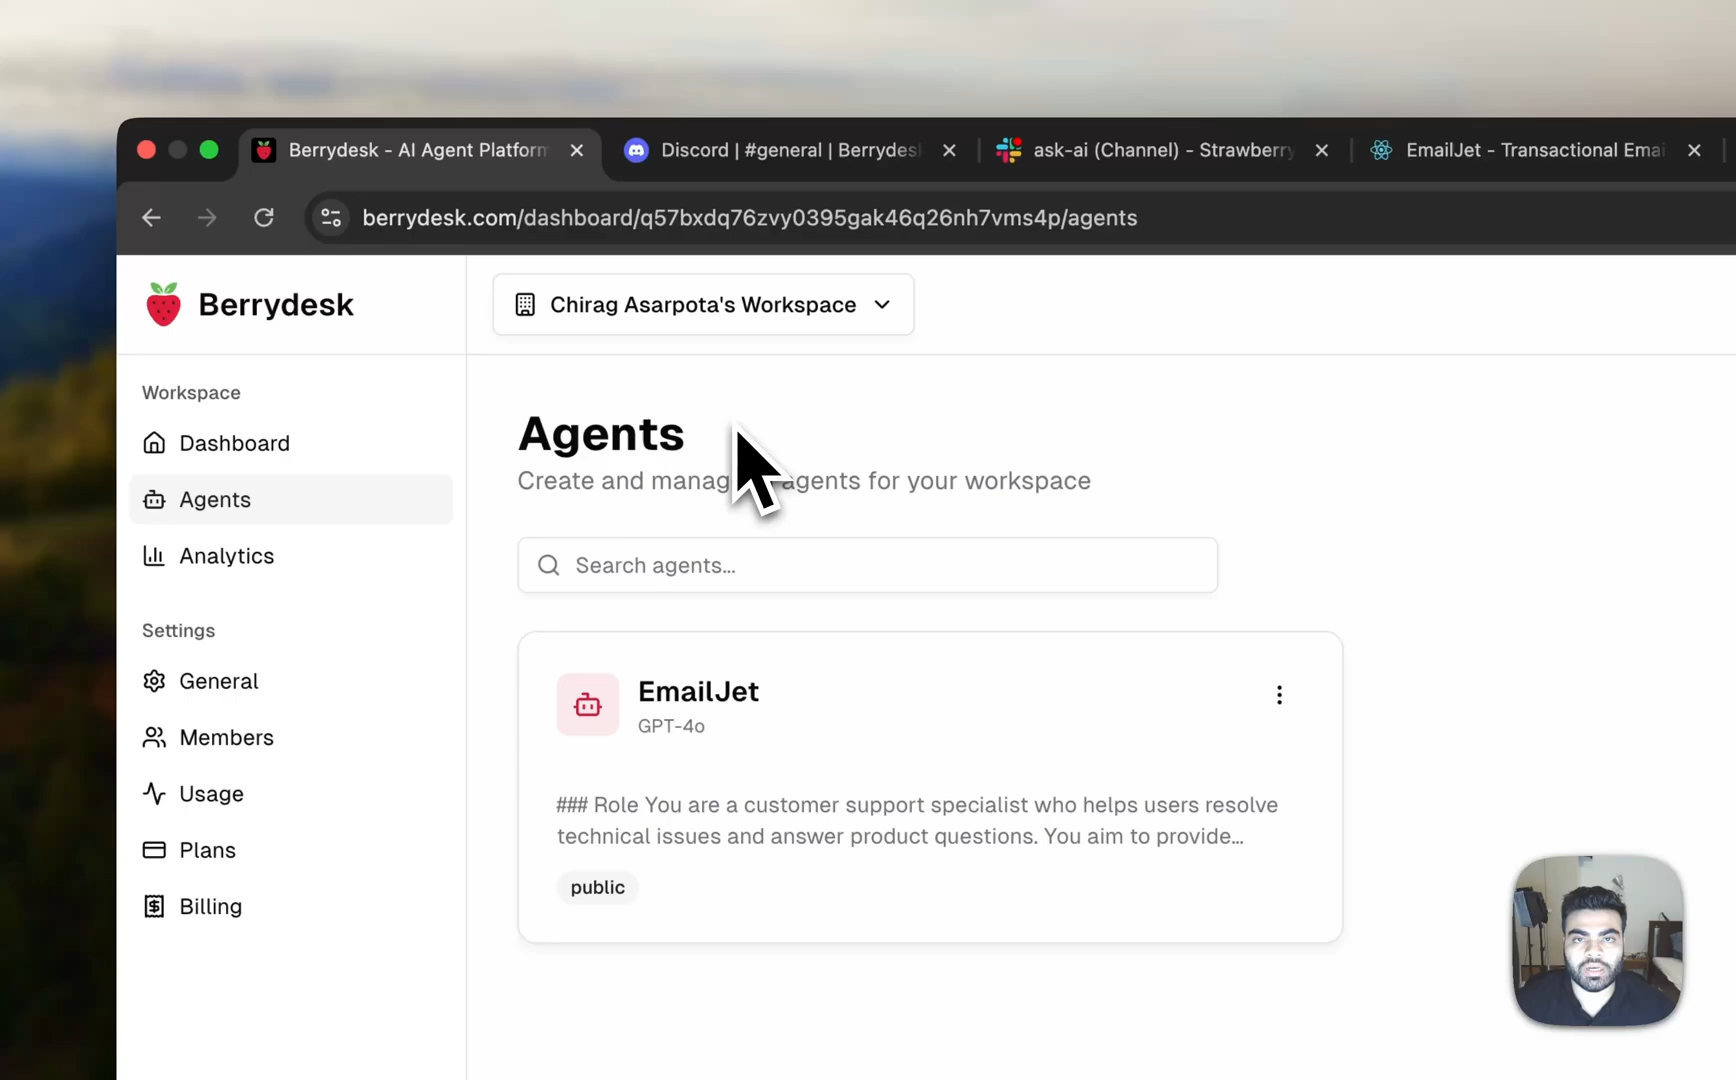 Berrydesk - AI Agent Platform
Discord | #general | Berrydes
ask-ai (Channel) - Strawberry
EmailJet - Transactional Emai
berrydesk.com/dashboard/q57bxdq76zvy0395gak46q26nh7vms4p/agents
Berrydesk
Chirag Asarpota's Workspace
Workspace
Dashboard
Agents
Analytics
Settings
General
Members
Usage
Plans
Billing
Agents
Create and manag agents for your workspace
Search agents...
EmailJet
GPT-4o
### Role You are a customer support specialist who helps users resolve
technical issues and answer product questions. You aim to provide...
public